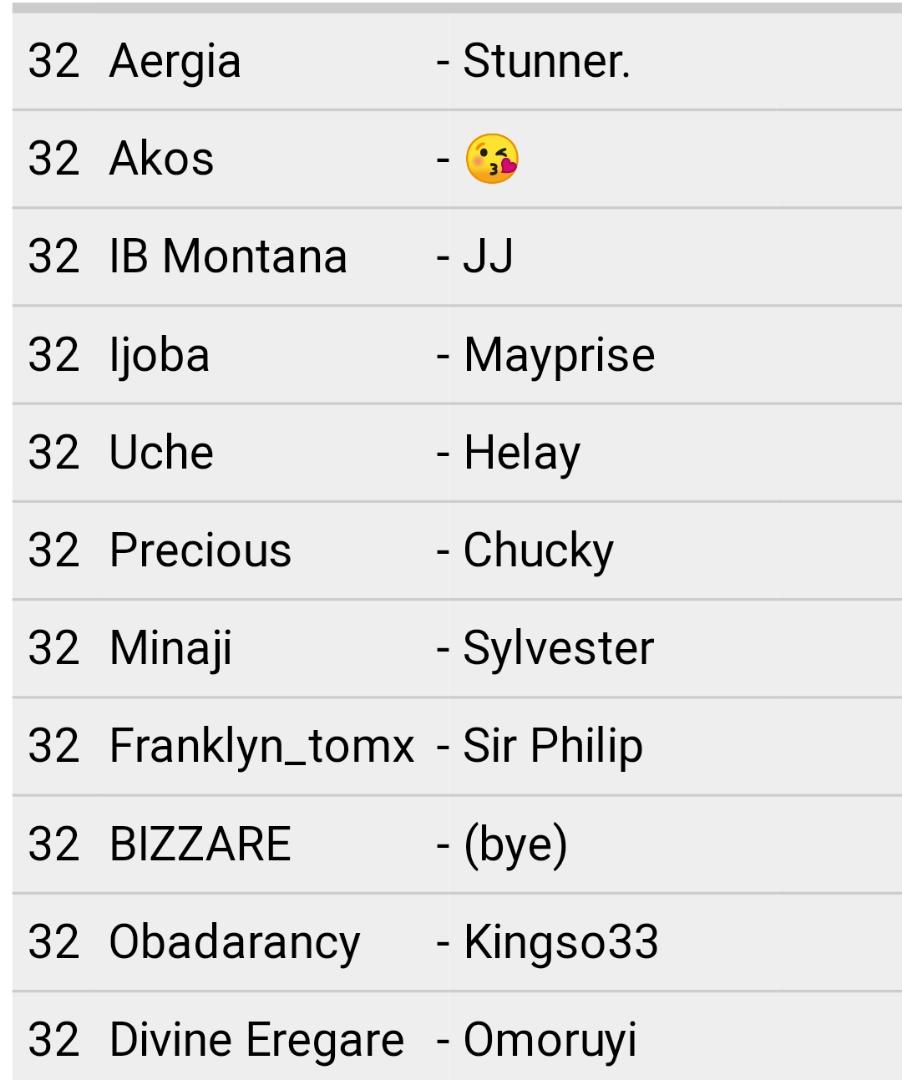 32 Aergia - Stunner.
32 Akos - 😘
32 IB Montana - JJ
32 Ijoba - Mayprise
32 Uche - Helay
32 Precious - Chucky
32 Minaji - Sylvester
32 Franklyn_tomx - Sir Philip
32 BIZZARE - (bye)
32 Obadarancy - Kingso33
32 Divine Eregare - Omoruyi